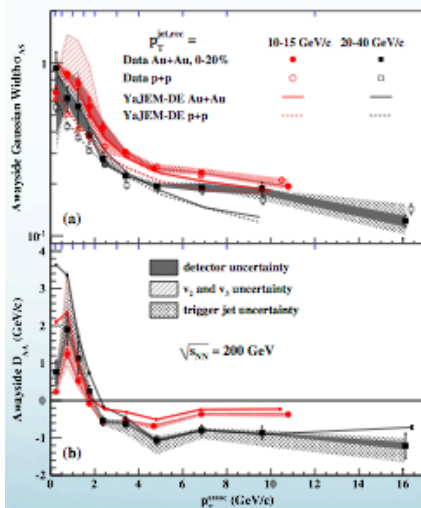 p_T^jet,rec 10-15 GeV/c 20-40 GeV/c
Data Au+Au, 0-20%
Data p+p
YaJEM-DE Au+Au
YaJEM-DE p+p
Awayside Gaussian Width σ_AS
1
10^-1
(a)
detector uncertainty
v_2 and v_3 uncertainty
trigger jet uncertainty
√s_NN = 200 GeV
Awayside D_AA (GeV/c)
4
3
2
1
0
-1
-2
(b)
0 2 4 6 8 10 12 14 16
p_T^assoc (GeV/c)